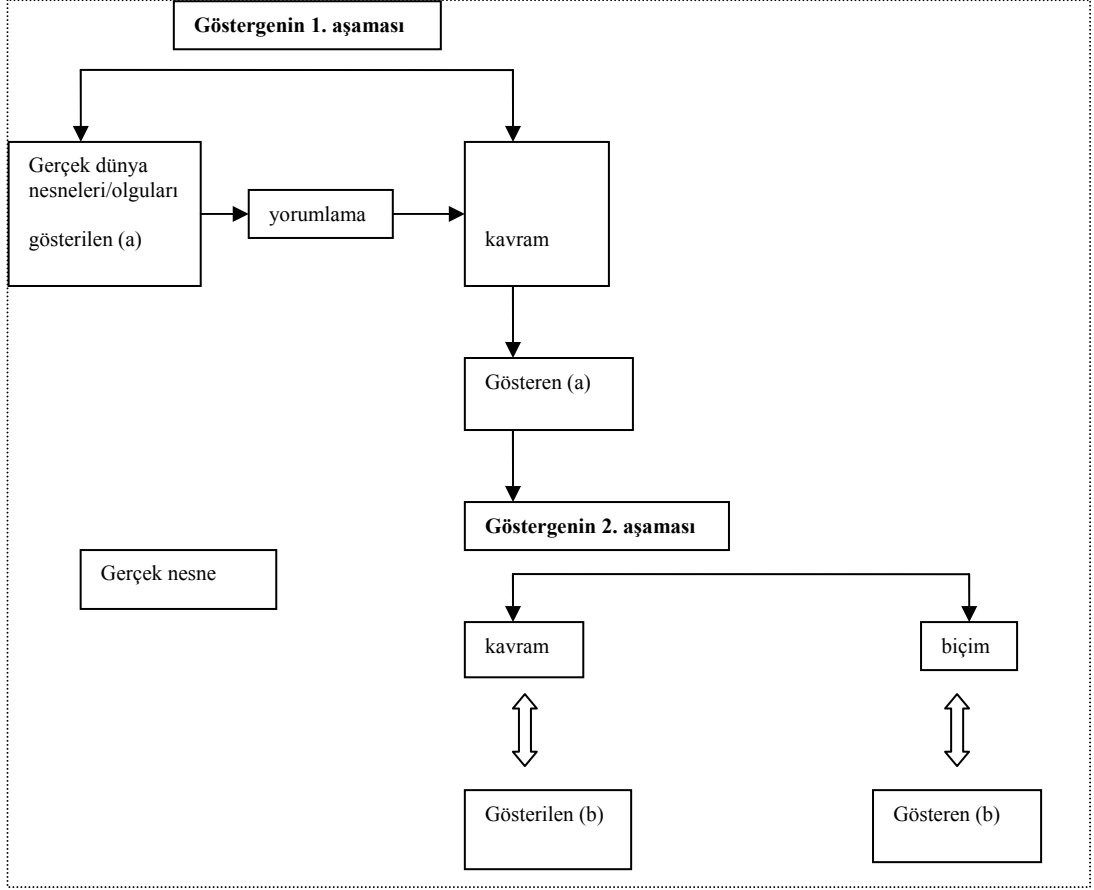 Göstergenin 1. aşaması
Gerçek dünya
nesneleri/olguları
gösterilen (a)
yorumlama
kavram
Gösteren (a)
Göstergenin 2. aşaması
Gerçek nesne
kavram
biçim
Gösterilen (b)
Gösteren (b)